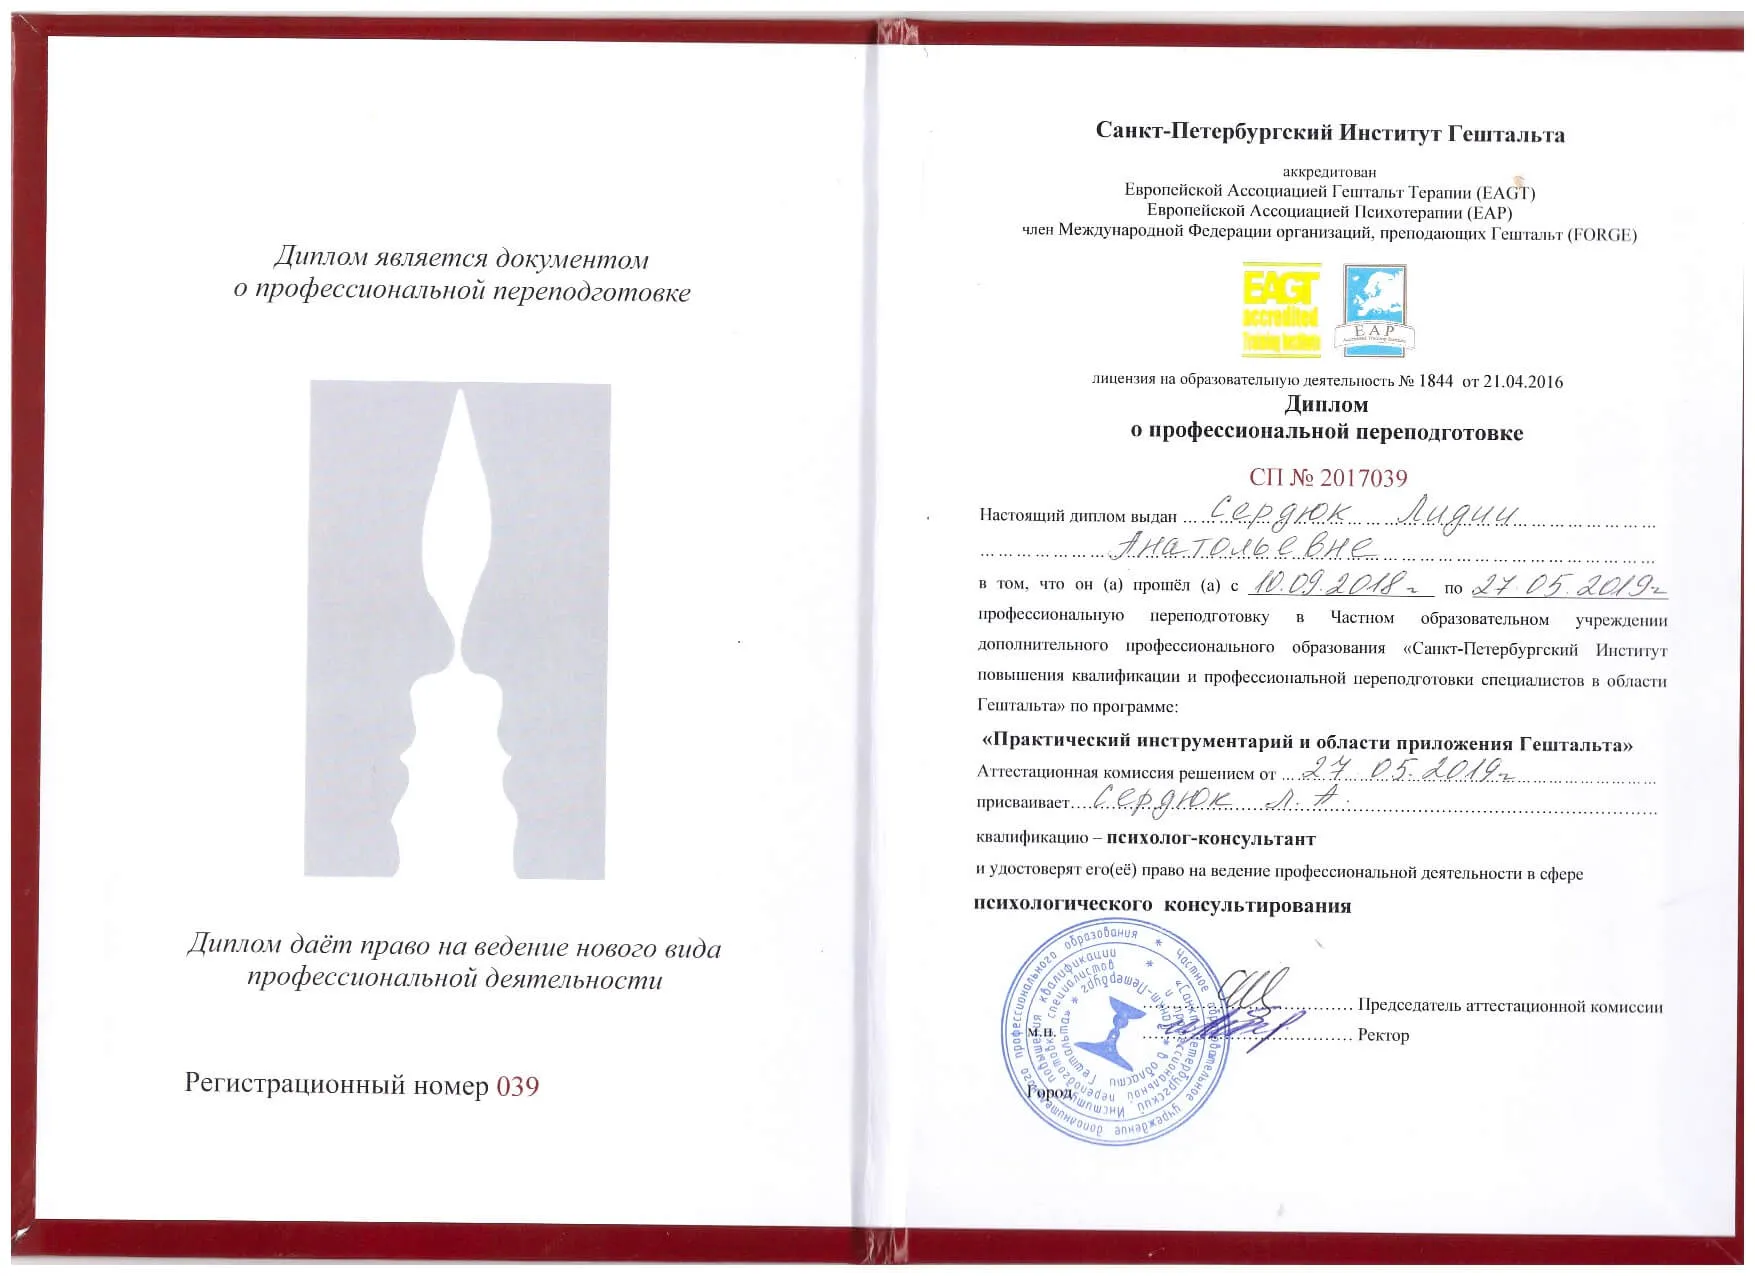 Диплом является документом
о профессиональной переподготовке
Диплом даёт право на ведение нового вида
профессиональной деятельности
Регистрационный номер 039
Санкт-Петербургский Институт Гештальта
аккредитован
Европейской Ассоциацией Гештальт Терапии (EAGT)
Европейской Ассоциацией Психотерапии (EAP)
член Международной Федерации организаций, преподающих Гештальт (FORGE)
EAGT
accredited
Training Institute
EAP
Accredited Training Institute
лицензия на образовательную деятельность № 1844 от 21.04.2016
Диплом
о профессиональной переподготовке
СП № 2017039
Настоящий диплом выдан Сердюк Лидии
Анатольевне
в том, что он (а) прошёл (а) с 10.09.2018г по 27.05.2019г
профессиональную переподготовку в Частном образовательном учреждении
дополнительного профессионального образования «Санкт-Петербургский Институт
повышения квалификации и профессиональной переподготовки специалистов в области
Гештальта» по программе:
«Практический инструментарий и области приложения Гештальта»
Аттестационная комиссия решением от 27 05.2019г
присваивает Сердюк Л. А.
квалификацию – психолог-консультант
и удостоверят его(её) право на ведение профессиональной деятельности в сфере
психологического консультирования
Председатель аттестационной комиссии
м.п.
Ректор
Город
* Частное образовательное учреждение дополнительного профессионального образования
* «Санкт-Петербургский Институт повышения квалификации
и профессиональной переподготовки специалистов
в области Гештальта» * Санкт-Петербург *